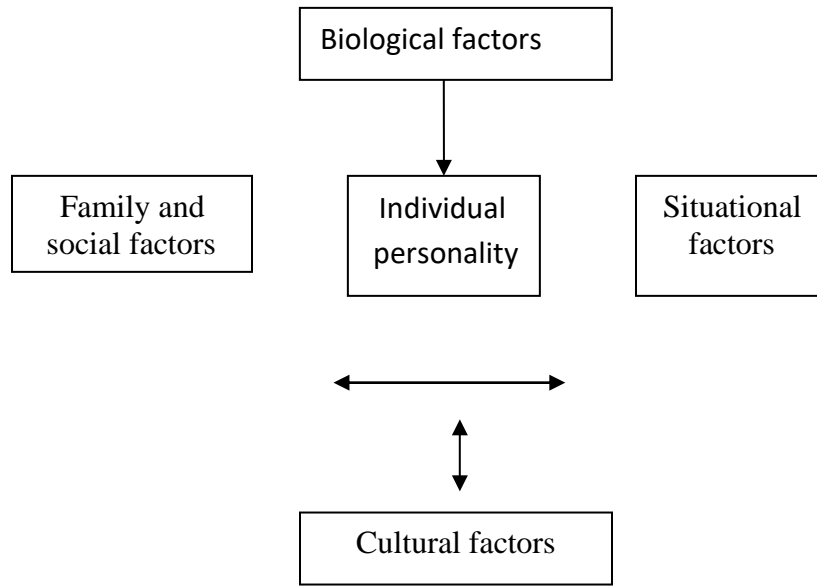 Biological factors
Family and
social factors
Individual
personality
Situational
factors
Cultural factors